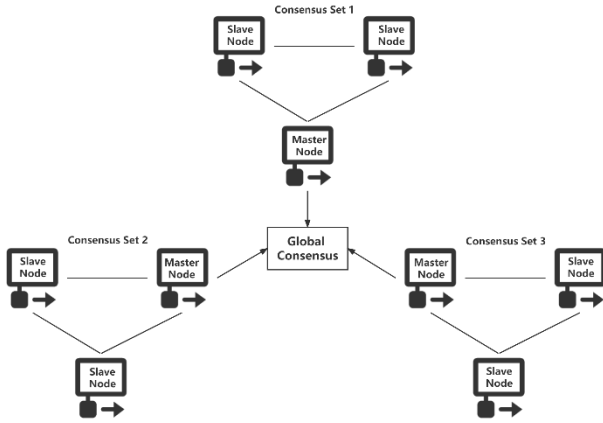 Consensus Set 1
Slave
Node
Slave
Node
Master
Node
Global
Consensus
Consensus Set 2
Slave
Node
Master
Node
Slave
Node
Consensus Set 3
Master
Node
Slave
Node
Slave
Node